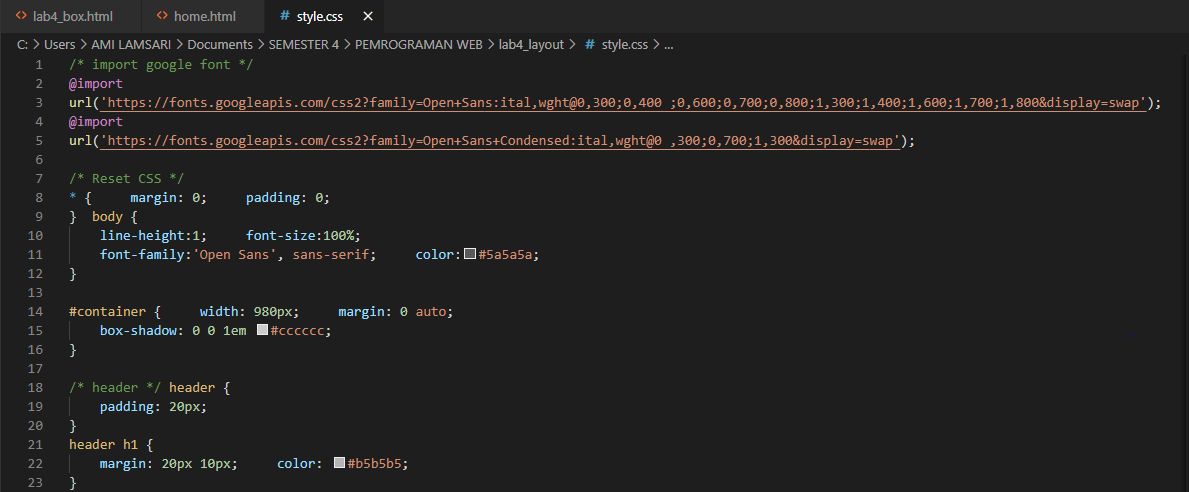 lab4_box.html home.html # style.css ×
C: > Users > AMI LAMSARI > Documents > SEMESTER 4 > PEMROGRAMAN WEB > lab4_layout > # style.css > ...
1 /* import google font */
2 @import
3 url('https://fonts.googleapis.com/css2?family=Open+Sans:ital,wght@0,300;0,400 ;0,600;0,700;0,800;1,300;1,400;1,600;1,700;1,800&display=swap');
4 @import
5 url('https://fonts.googleapis.com/css2?family=Open+Sans+Condensed:ital,wght@0 ,300;0,700;1,300&display=swap');
6
7 /* Reset CSS */
8 * {     margin: 0;     padding: 0;
9 }  body {
10     line-height:1;     font-size:100%;
11     font-family:'Open Sans', sans-serif;     color:#5a5a5a;
12 }
13
14 #container {     width: 980px;     margin: 0 auto;
15     box-shadow: 0 0 1em #cccccc;
16 }
17
18 /* header */ header {
19     padding: 20px;
20 }
21 header h1 {
22     margin: 20px 10px;     color: #b5b5b5;
23 }